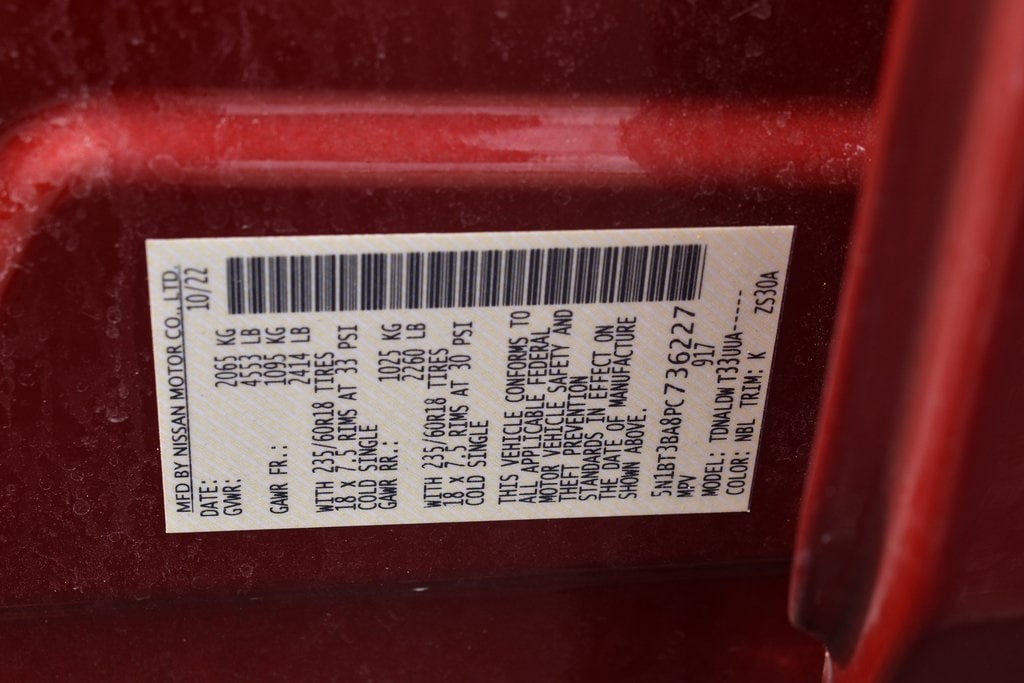 MFD BY NISSAN MOTOR CO.,LTD.
DATE: 10/22
GVWR: 2065 KG
4553 LB
GAWR FR.: 1095 KG
2414 LB
WITH 235/60R18 TIRES
18 x 7.5 RIMS AT 33 PSI
COLD SINGLE
GAWR RR.: 1025 KG
2260 LB
WITH 235/60R18 TIRES
18 x 7.5 RIMS AT 30 PSI
COLD SINGLE
THIS VEHICLE CONFORMS TO
ALL APPLICABLE FEDERAL
MOTOR VEHICLE SAFETY AND
THEFT PREVENTION
STANDARDS IN EFFECT ON
THE DATE OF MANUFACTURE
SHOWN ABOVE.
5N1BT3BA8PC736227
MPV 917
MODEL: TDNALDWT33UUA-----
COLOR: NBL TRIM: K ZS30A